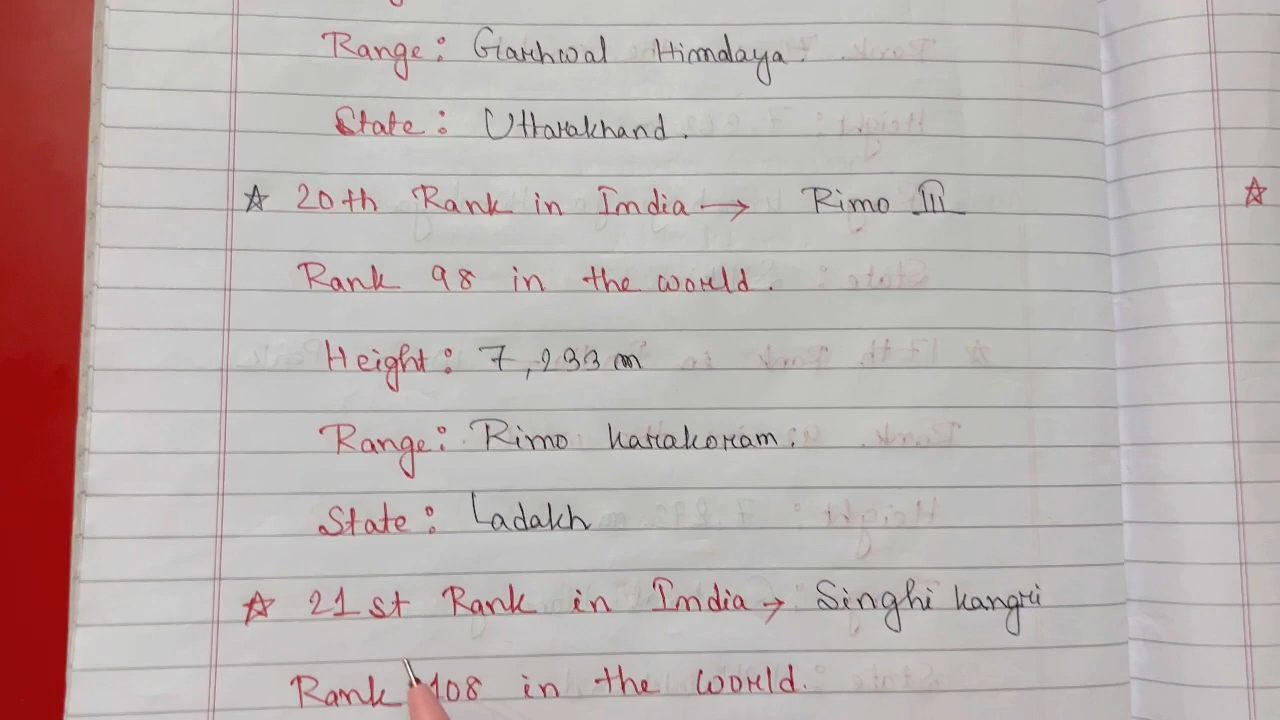 Range: Garhwal Himalaya.
State: Uttarakhand.
☆ 20th Rank in India → Rimo III
Rank 98 in the world.
Height: 7,233 m
Range: Rimo Karakoram.
State: Ladakh
☆ 21st Rank in India → Singhi Kangri
Rank 108 in the world.